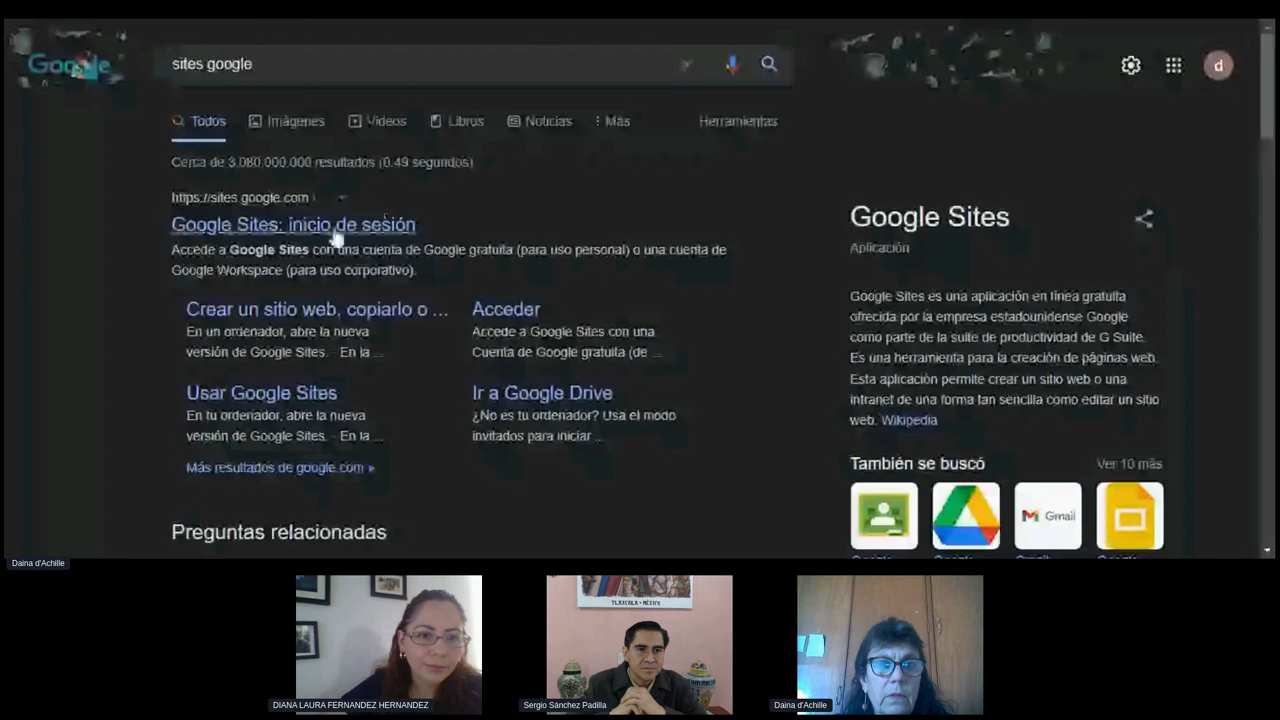 Google
sites google
d
Todos
Imágenes
Vídeos
Libros
Noticias
Más
Herramientas
Cerca de 3.080.000.000 resultados (0.49 segundos)
https://sites.google.com
Google Sites: inicio de sesión
Accede a Google Sites con una cuenta de Google gratuita (para uso personal) o una cuenta de
Google Workspace (para uso corporativo).
Crear un sitio web, copiarlo o ...
En un ordenador, abre la nueva
versión de Google Sites. · En la ...
Acceder
Accede a Google Sites con una
Cuenta de Google gratuita (de ...
Usar Google Sites
En tu ordenador, abre la nueva
versión de Google Sites. · En la ...
Ir a Google Drive
¿No es tu ordenador? Usa el modo
invitados para iniciar ...
Más resultados de google.com »
Preguntas relacionadas
Google Sites
Aplicación
Google Sites es una aplicación en línea gratuita
ofrecida por la empresa estadounidense Google
como parte de la suite de productividad de G Suite.
Es una herramienta para la creación de páginas web.
Esta aplicación permite crear un sitio web o una
intranet de una forma tan sencilla como editar un sitio
web. Wikipedia
También se buscó
Ver 10 más
Gmail
Daina d'Achille
TLAXCALA • MÉXICO
DIANA LAURA FERNANDEZ HERNANDEZ
Sergio Sánchez Padilla
Daina d'Achille